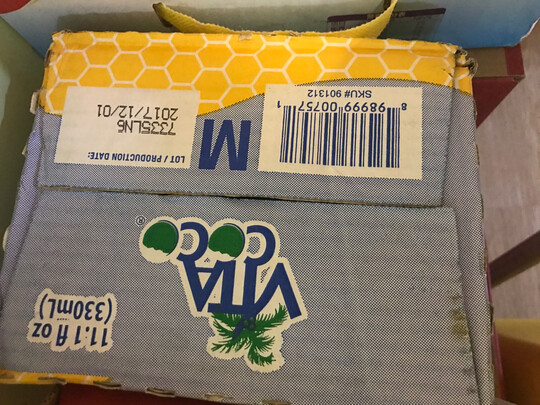 VITA
COCO®
11.1 fl oz
(330mL)
M
LOT / PRODUCTION DATE:
7335LN6
2017/12/01
8 98999 00757 1
SKU# 901312